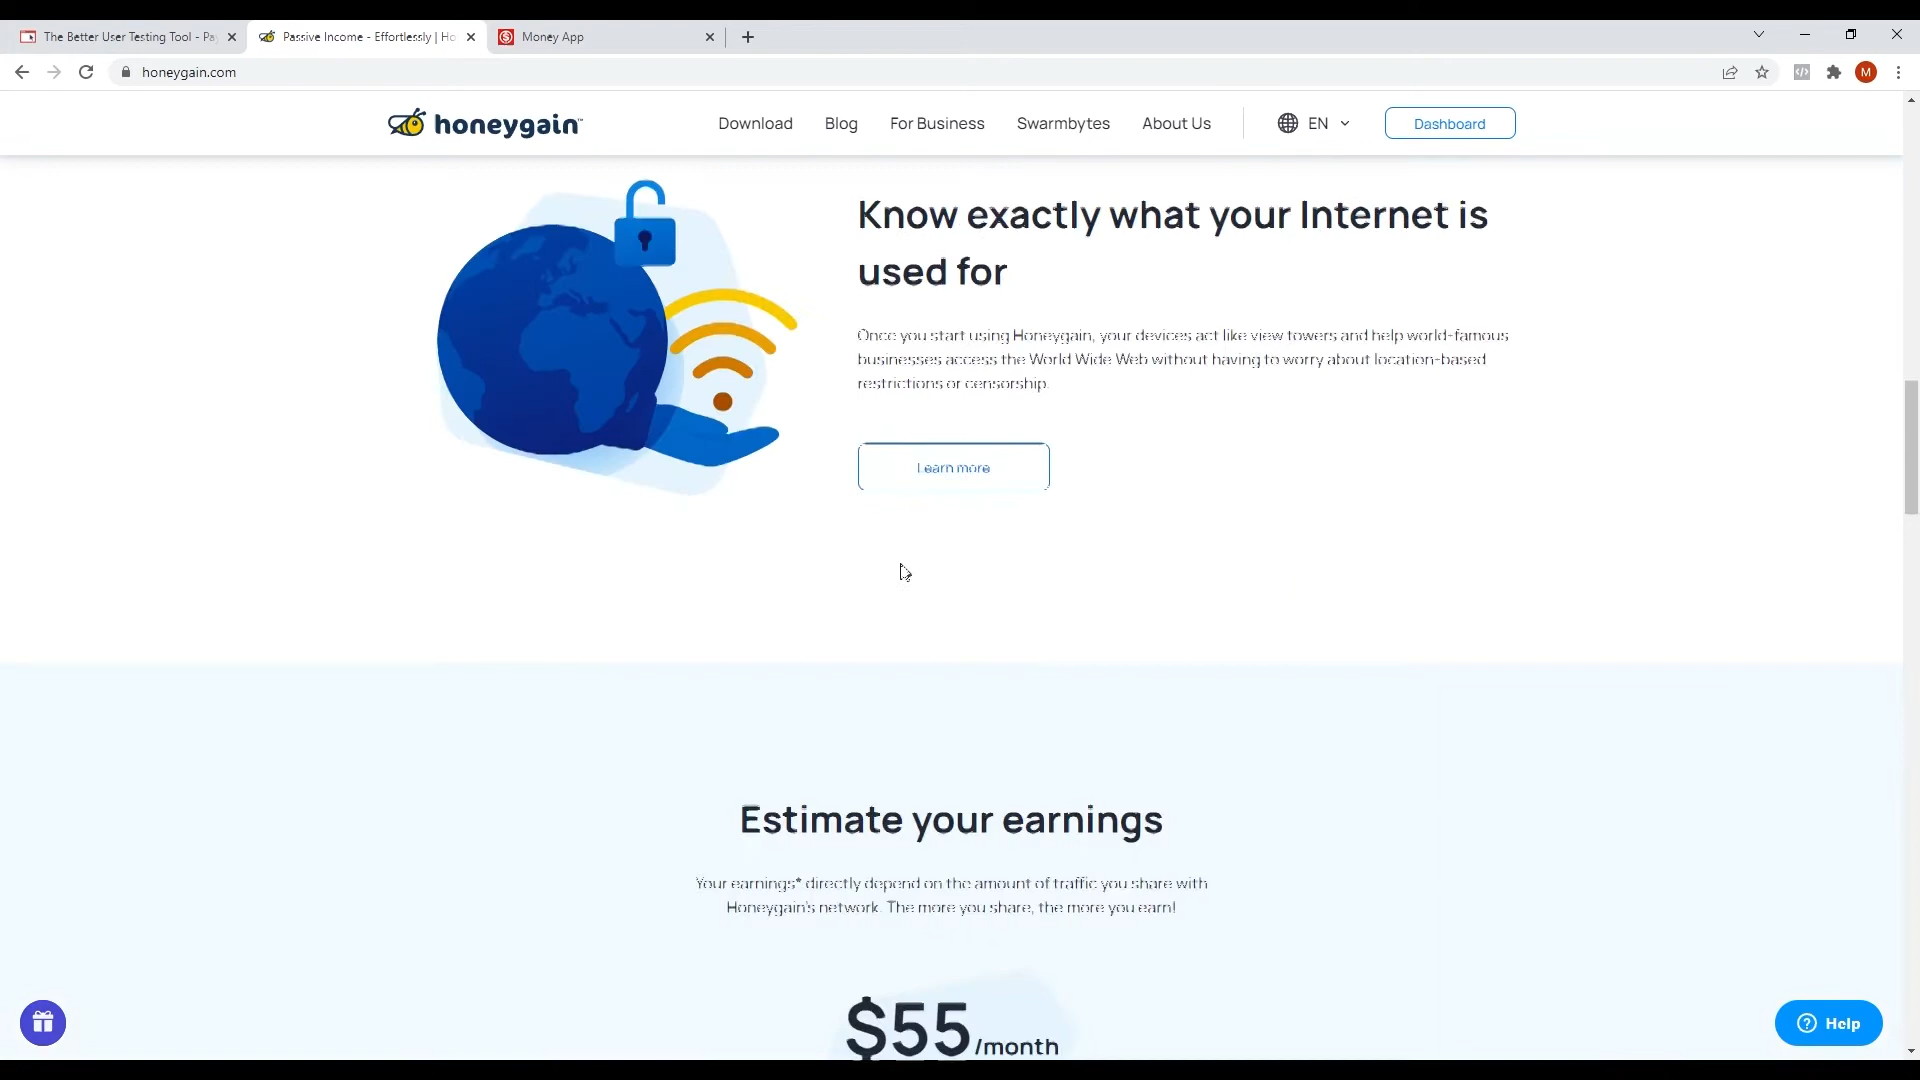 The Better User Testing Tool - Pa
Passive Income - Effortlessly | Ho
Money App
honeygain.com
M
honeygain
Download
Blog
For Business
Swarmbytes
About Us
EN
Dashboard
Know exactly what your Internet is
used for
Once you start using Honeygain, your devices act like view towers and help world-famous
businesses access the World Wide Web without having to worry about location-based
restrictions or censorship.
Learn more
Estimate your earnings
Your earnings* directly depend on the amount of traffic you share with
Honeygain's network. The more you share, the more you earn!
$55/month
Help